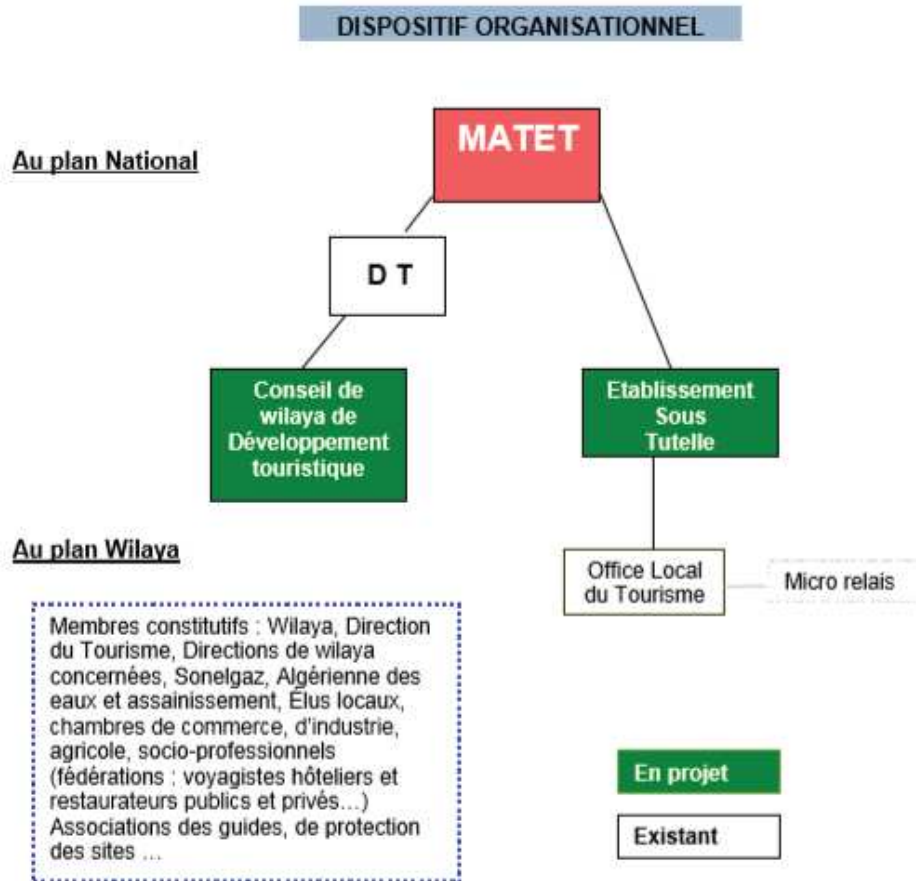 DISPOSITIF ORGANISATIONNEL
MATET
Au plan National
D T
Conseil de
wilaya de
Développement
touristique
Etablissement
Sous
Tutelle
Au plan Wilaya
Office Local
du Tourisme
Micro relais
Membres constitutifs : Wilaya, Direction
du Tourisme, Directions de wilaya
concernées, Sonelgaz, Algérienne des
eaux et assainissement, Élus locaux,
chambres de commerce, d'industrie,
agricole, socio-professionnels
(fédérations : voyagistes hôteliers et
restaurateurs publics et privés…)
Associations des guides, de protection
des sites …
En projet
Existant